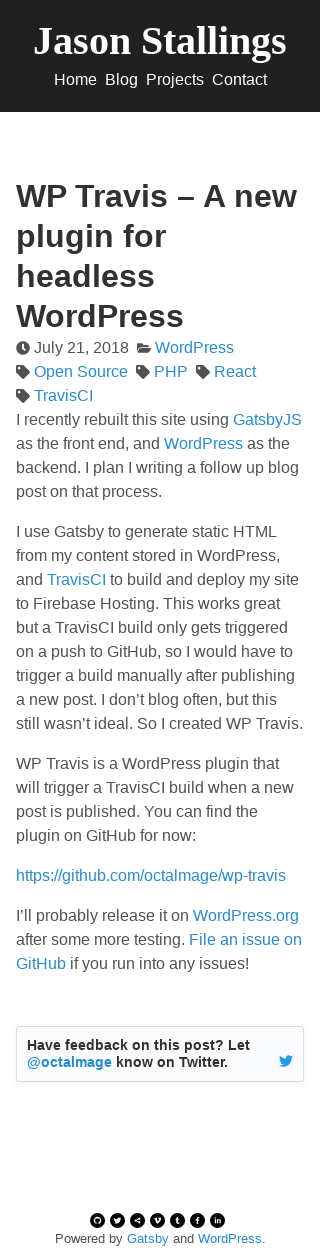 Jason Stallings
Home Blog Projects Contact
WP Travis – A new
plugin for
headless
WordPress
July 21, 2018 WordPress
Open Source PHP React
TravisCI
I recently rebuilt this site using GatsbyJS
as the front end, and WordPress as the
backend. I plan I writing a follow up blog
post on that process.
I use Gatsby to generate static HTML
from my content stored in WordPress,
and TravisCI to build and deploy my site
to Firebase Hosting. This works great
but a TravisCI build only gets triggered
on a push to GitHub, so I would have to
trigger a build manually after publishing
a new post. I don’t blog often, but this
still wasn’t ideal. So I created WP Travis.
WP Travis is a WordPress plugin that
will trigger a TravisCI build when a new
post is published. You can find the
plugin on GitHub for now:
https://github.com/octalmage/wp-travis
I’ll probably release it on WordPress.org
after some more testing. File an issue on
GitHub if you run into any issues!
Have feedback on this post? Let
@octalmage know on Twitter.
Powered by Gatsby and WordPress.